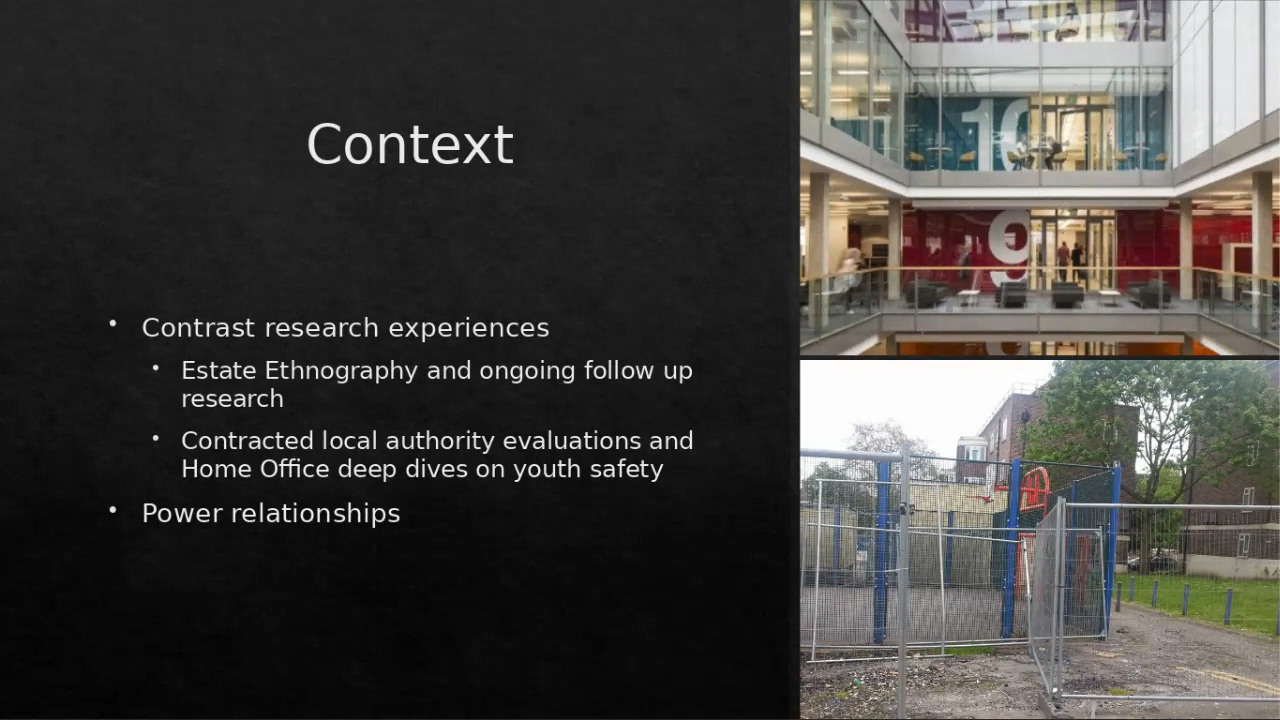 Context
Contrast research experiences
Estate Ethnography and ongoing follow up
research
Contracted local authority evaluations and
Home Office deep dives on youth safety
Power relationships
10
9